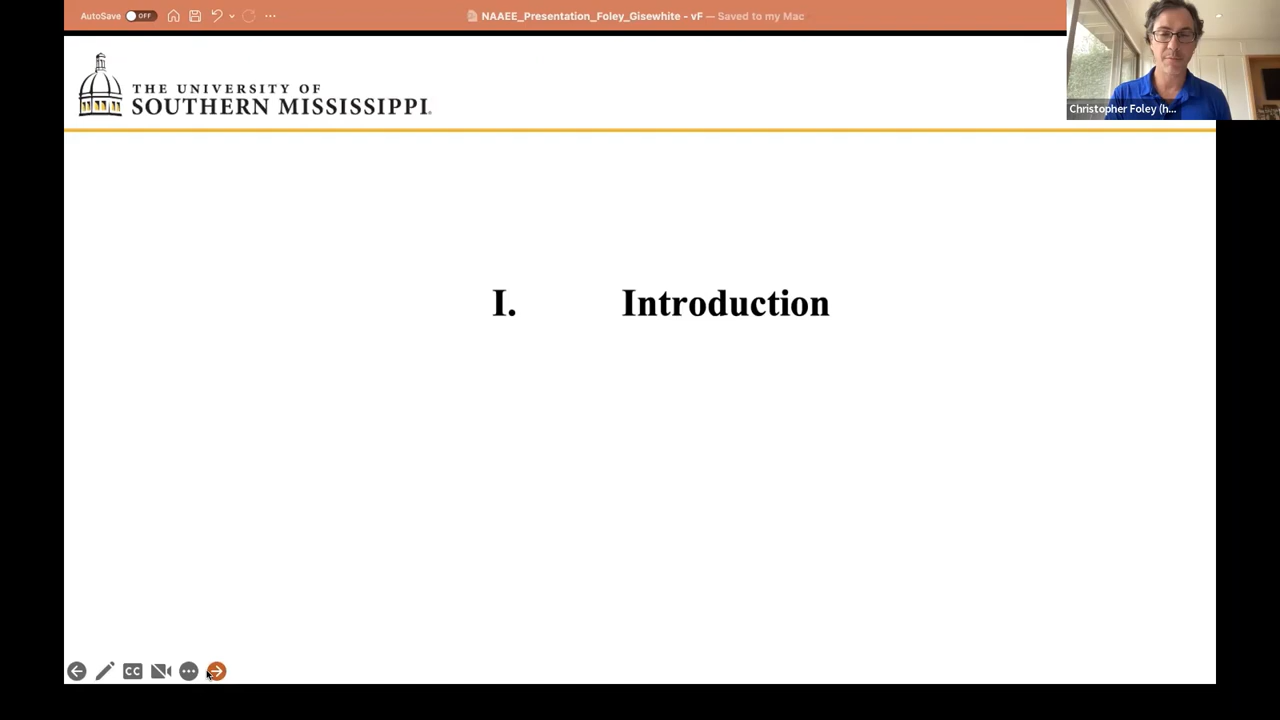 AutoSave OFF
NAAEE_Presentation_Foley_Gisewhite - vF — Saved to my Mac
THE UNIVERSITY OF
SOUTHERN MISSISSIPPI.
Christopher Foley (h...
I. Introduction
CC